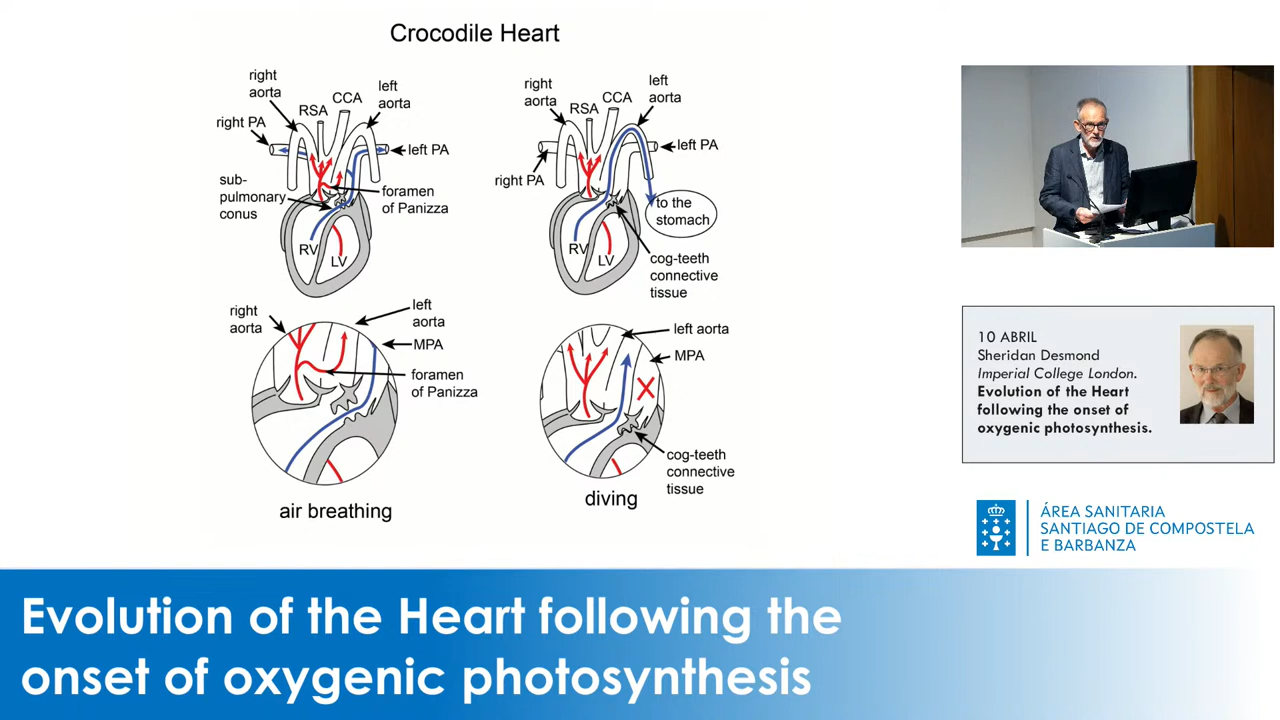 Crocodile Heart
right
aorta
RSA
CCA
left
aorta
right PA
left PA
sub-
pulmonary
conus
foramen
of Panizza
RV
LV
right
aorta
RSA
CCA
left
aorta
left PA
right PA
to the
stomach
RV
LV
cog-teeth
connective
tissue
right
aorta
left
aorta
MPA
foramen
of Panizza
air breathing
left aorta
MPA
cog-teeth
connective
tissue
diving
10 ABRIL
Sheridan Desmond
Imperial College London.
Evolution of the Heart
following the onset of
oxygenic photosynthesis.
ÁREA SANITARIA
SANTIAGO DE COMPOSTELA
E BARBANZA
Evolution of the Heart following the
onset of oxygenic photosynthesis